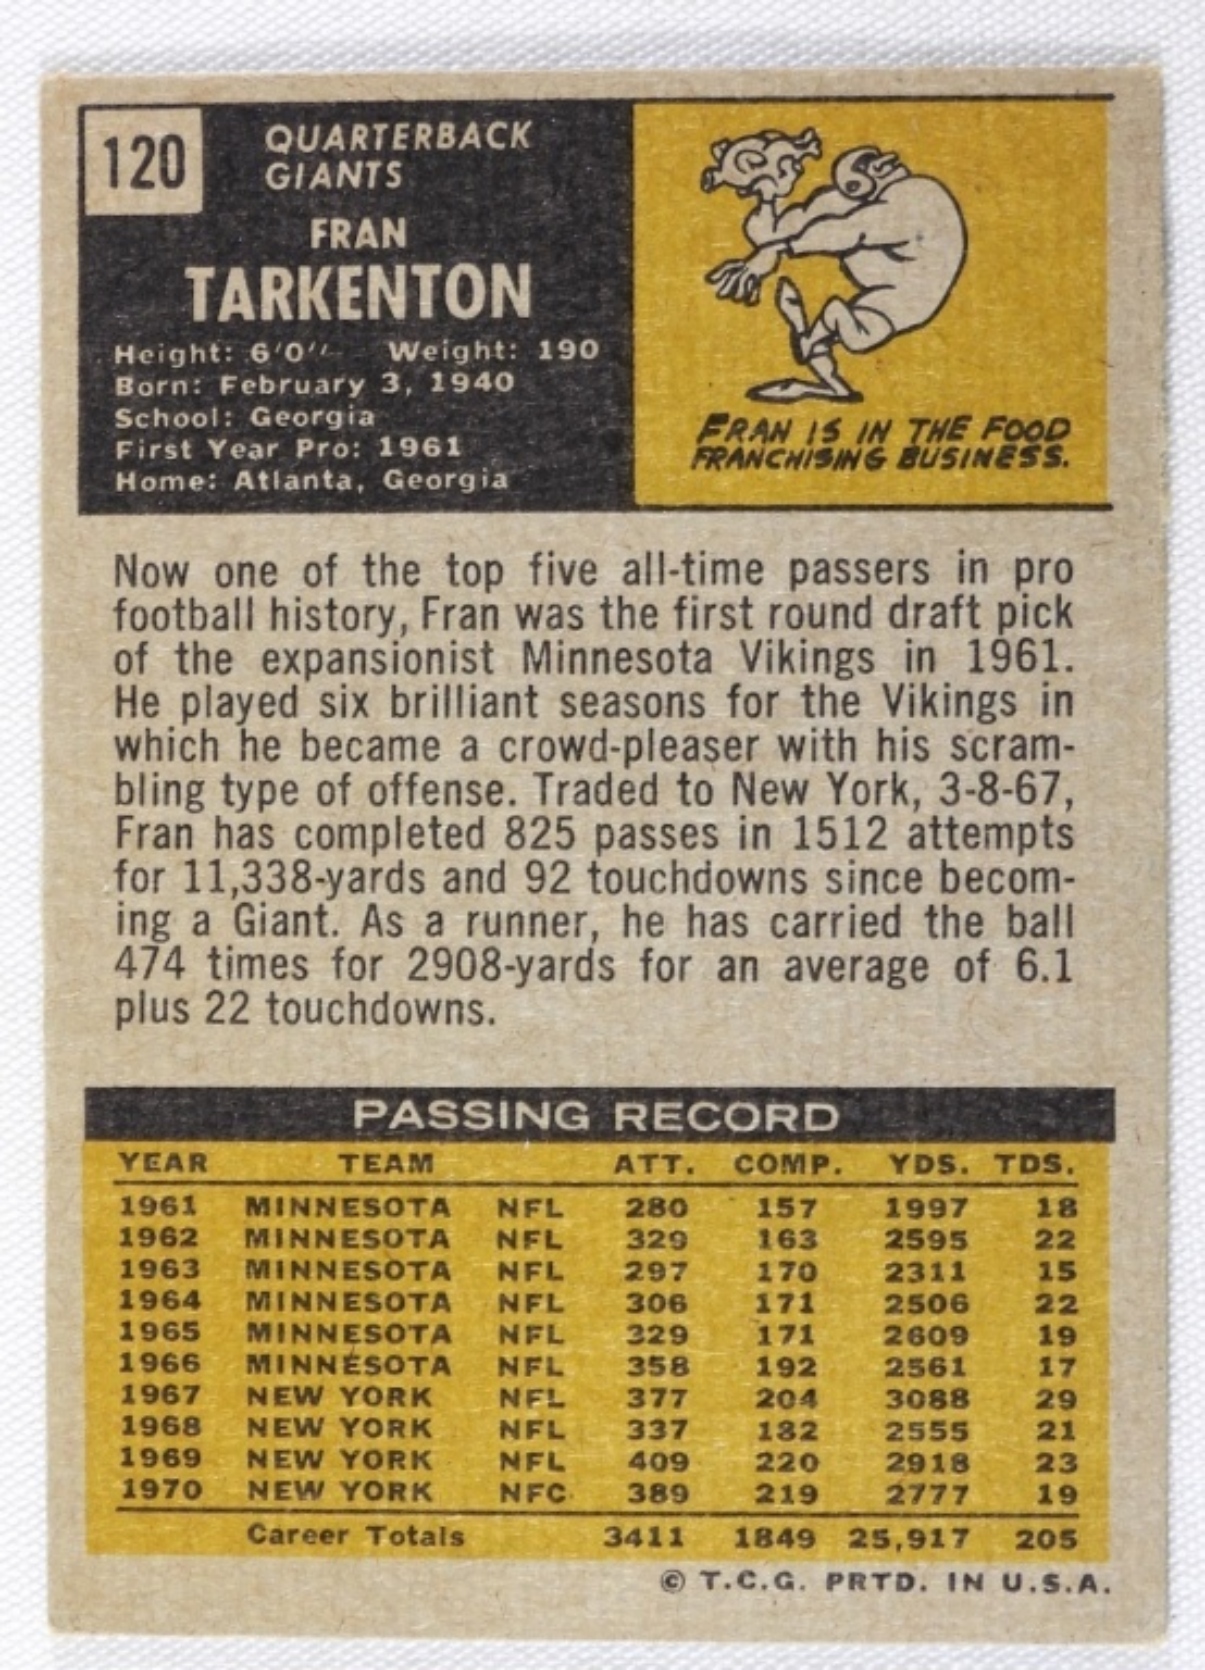 120
QUARTERBACK
GIANTS
FRAN
TARKENTON
Height: 6'0" Weight: 190
Born: February 3, 1940
School: Georgia
First Year Pro: 1961
Home: Atlanta, Georgia
FRAN IS IN THE FOOD
FRANCHISING BUSINESS.
Now one of the top five all-time passers in pro
football history, Fran was the first round draft pick
of the expansionist Minnesota Vikings in 1961.
He played six brilliant seasons for the Vikings in
which he became a crowd-pleaser with his scram-
bling type of offense. Traded to New York, 3-8-67,
Fran has completed 825 passes in 1512 attempts
for 11,338-yards and 92 touchdowns since becom-
ing a Giant. As a runner, he has carried the ball
474 times for 2908-yards for an average of 6.1
plus 22 touchdowns.
PASSING RECORD
YEAR TEAM ATT. COMP. YDS. TDS.
1961 MINNESOTA NFL 280 157 1997 18
1962 MINNESOTA NFL 329 163 2595 22
1963 MINNESOTA NFL 297 170 2311 15
1964 MINNESOTA NFL 306 171 2506 22
1965 MINNESOTA NFL 329 171 2609 19
1966 MINNESOTA NFL 358 192 2561 17
1967 NEW YORK NFL 377 204 3088 29
1968 NEW YORK NFL 337 182 2555 21
1969 NEW YORK NFL 409 220 2918 23
1970 NEW YORK NFC 389 219 2777 19
Career Totals 3411 1849 25,917 205
© T.C.G. PRTD. IN U.S.A.